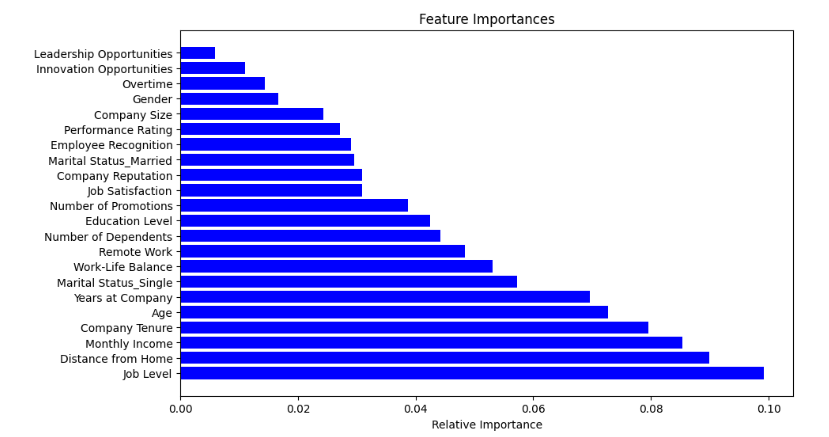 Feature Importances
Leadership Opportunities
Innovation Opportunities
Overtime
Gender
Company Size
Performance Rating
Employee Recognition
Marital Status_Married
Company Reputation
Job Satisfaction
Number of Promotions
Education Level
Number of Dependents
Remote Work
Work-Life Balance
Marital Status_Single
Years at Company
Age
Company Tenure
Monthly Income
Distance from Home
Job Level
0.00 0.02 0.04 0.06 0.08 0.10
Relative Importance